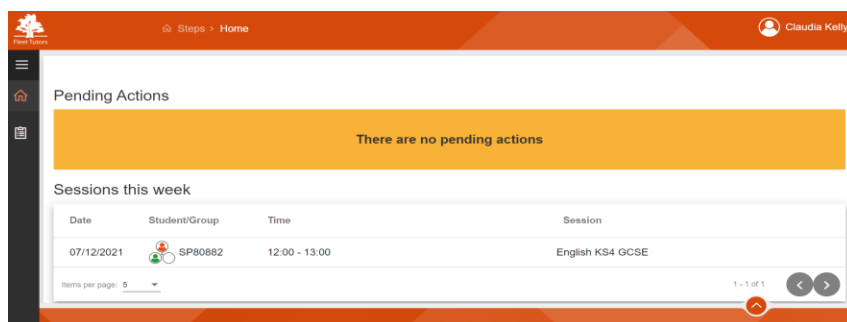 Fleet Tutors
Steps > Home
Claudia Kelly
Pending Actions
There are no pending actions
Sessions this week
Date Student/Group Time Session
07/12/2021 SP80882 12:00 - 13:00 English KS4 GCSE
Items per page: 5 1 - 1 of 1